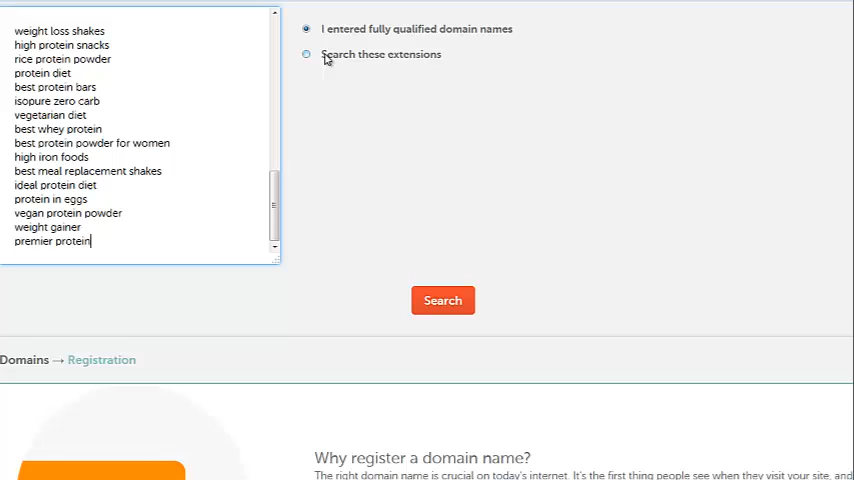 weight loss shakes
high protein snacks
rice protein powder
protein diet
best protein bars
isopure zero carb
vegetarian diet
best whey protein
best protein powder for women
high iron foods
best meal replacement shakes
ideal protein diet
protein in eggs
vegan protein powder
weight gainer
premier protein
I entered fully qualified domain names
Search these extensions
Search
Domains → Registration
Why register a domain name?
The right domain name is crucial on today's internet. It's the first thing people see when they visit your site, and